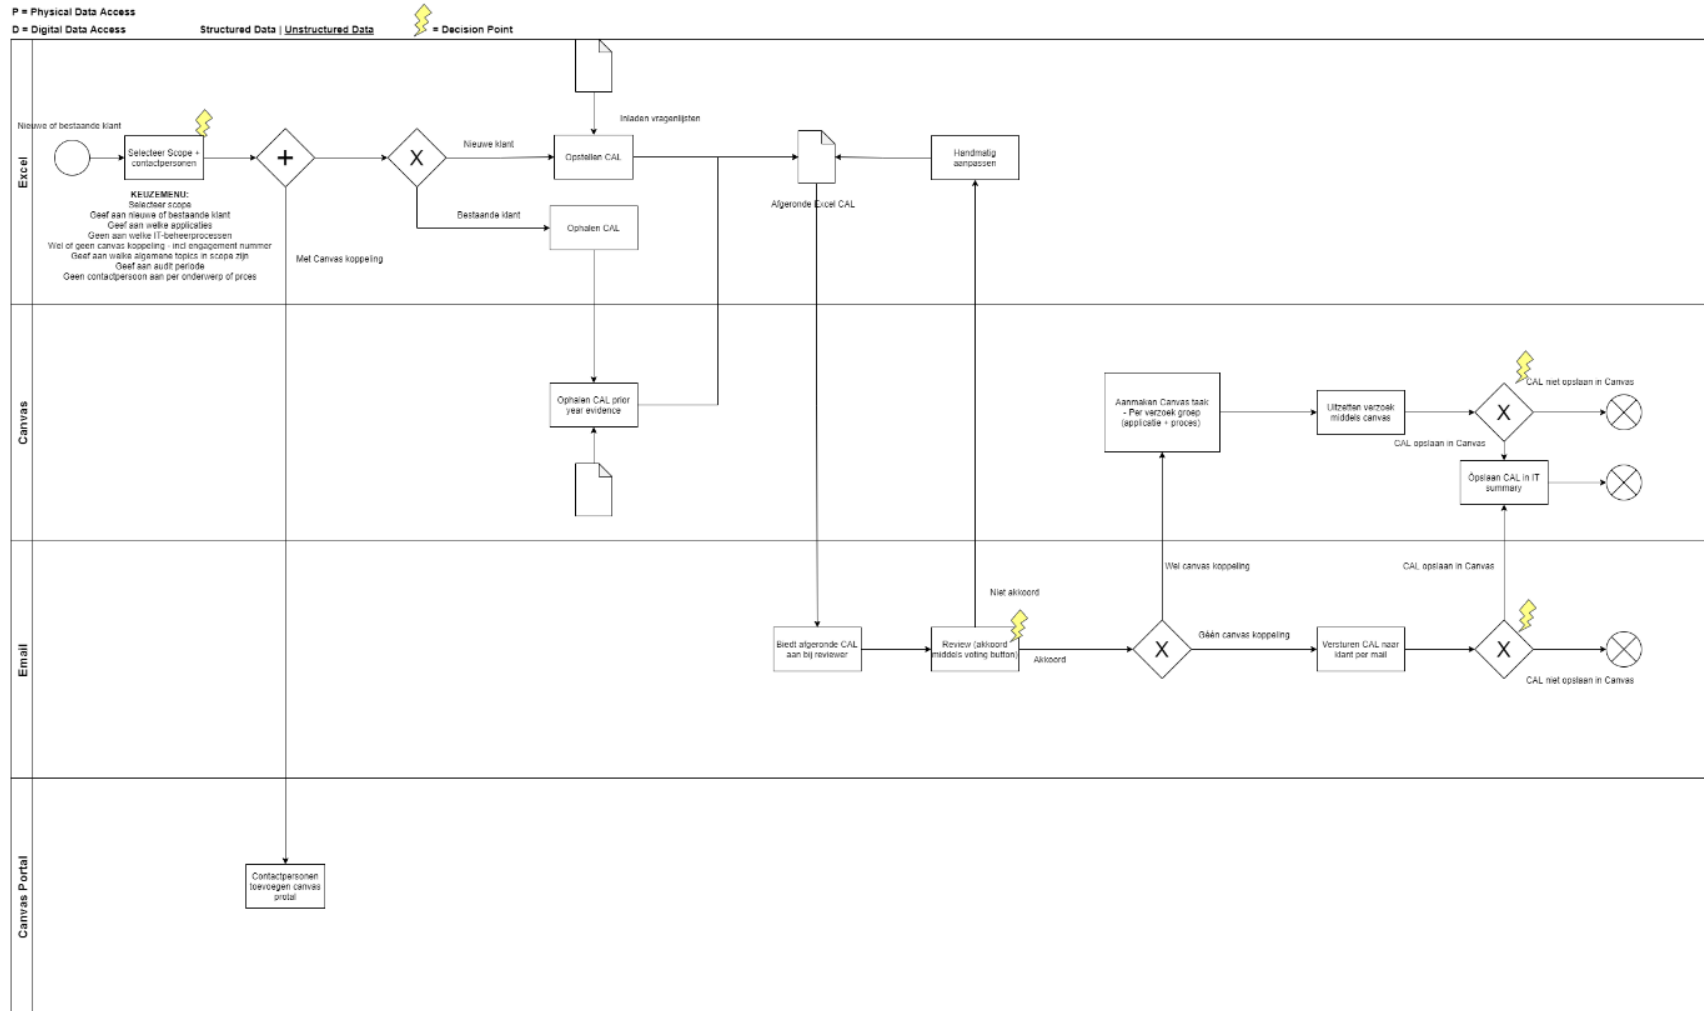 P = Physical Data Access
D = Digital Data Access
Structured Data | Unstructured Data
= Decision Point
Excel
Nieuwe of bestaande klant
Selecteer Scope +
contactpersonen
KEUZEMENU:
Selecteer scope
Geef aan nieuwe of bestaande klant
Geef aan welke applicaties
Geen aan welke IT-beheerprocessen
Wel of geen canvas koppeling - incl engagement nummer
Geef aan welke algemene topics in scope zijn
Geef aan audit periode
Geen contactpersoon aan per onderwerp of prces
+
Met Canvas koppeling
X
Nieuwe klant
Bestaande klant
Inladen vragenlijsten
Opstellen CAL
Ophalen CAL
Afgeronde Excel CAL
Handmatig
aanpassen
Canvas
Ophalen CAL prior
year evidence
Aanmaken Canvas taak
- Per verzoek groep
(applicatie + proces)
Uitzetten verzoek
middels canvas
X
CAL niet opslaan in Canvas
CAL opslaan in Canvas
Opslaan CAL in IT
summary
Email
Biedt afgeronde CAL
aan bij reviewer
Niet akkoord
Review (akkoord
middels voting button)
Akkoord
Wel canvas koppeling
X
Géén canvas koppeling
Versturen CAL naar
klant per mail
CAL opslaan in Canvas
X
CAL niet opslaan in Canvas
Canvas Portal
Contactpersonen
toevoegen canvas
protal